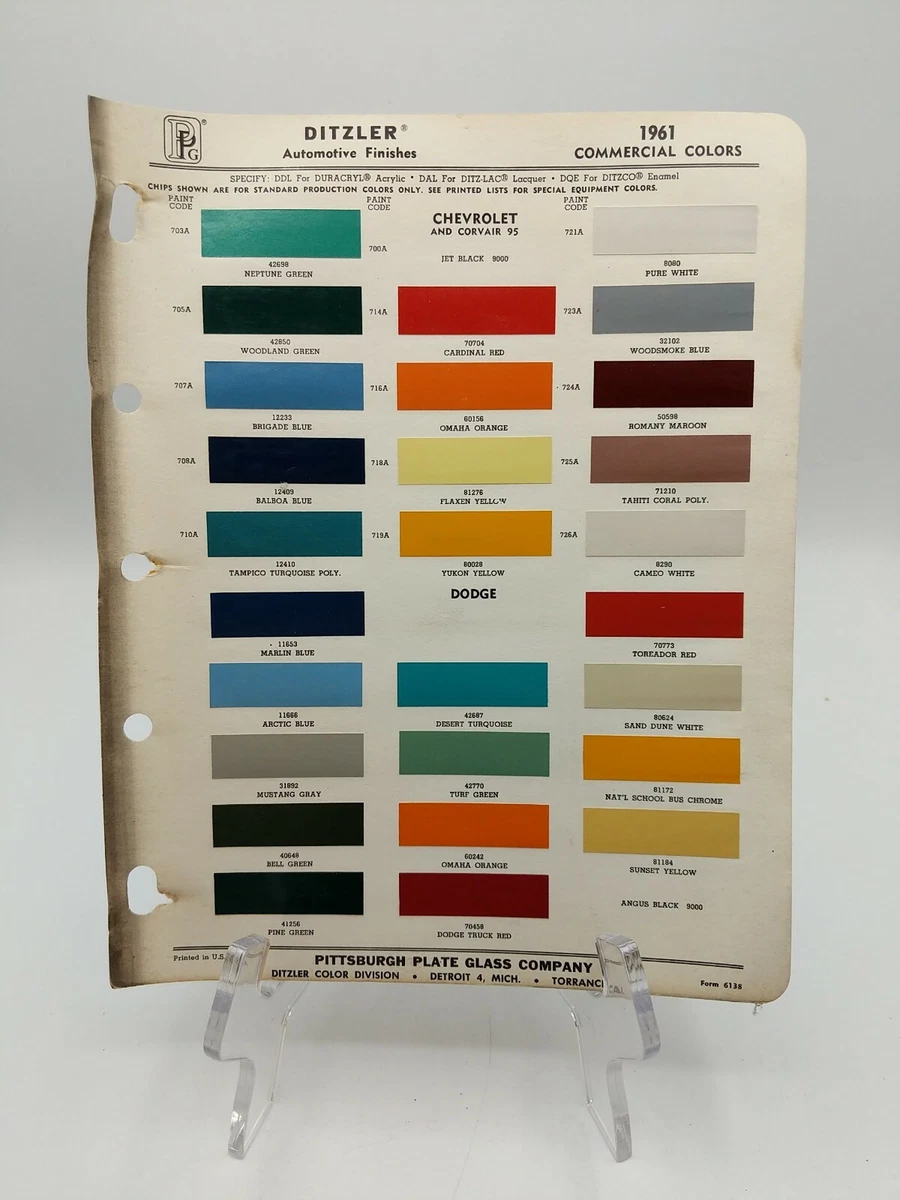 PPG®
DITZLER®
Automotive Finishes
1961
COMMERCIAL COLORS
SPECIFY: DDL For DURACRYL® Acrylic • DAL For DITZ-LAC® Lacquer • DQE For DITZCO® Enamel
CHIPS SHOWN ARE FOR STANDARD PRODUCTION COLORS ONLY. SEE PRINTED LISTS FOR SPECIAL EQUIPMENT COLORS.
PAINT CODE
PAINT CODE
PAINT CODE
CHEVROLET
AND CORVAIR 95
703A
42698
NEPTUNE GREEN
700A
JET BLACK 9000
721A
8080
PURE WHITE
705A
42850
WOODLAND GREEN
714A
70704
CARDINAL RED
723A
32102
WOODSMOKE BLUE
707A
12233
BRIGADE BLUE
716A
60156
OMAHA ORANGE
724A
50598
ROMANY MAROON
708A
12409
BALBOA BLUE
718A
81276
FLAXEN YELLOW
725A
71210
TAHITI CORAL POLY.
710A
12410
TAMPICO TURQUOISE POLY.
719A
80028
YUKON YELLOW
726A
8290
CAMEO WHITE
DODGE
11653
MARLIN BLUE
70773
TOREADOR RED
11666
ARCTIC BLUE
42687
DESERT TURQUOISE
80624
SAND DUNE WHITE
31892
MUSTANG GRAY
42770
TURF GREEN
81172
NAT'L SCHOOL BUS CHROME
40648
BELL GREEN
60242
OMAHA ORANGE
81184
SUNSET YELLOW
41256
PINE GREEN
70458
DODGE TRUCK RED
ANGUS BLACK 9000
Printed in U.S.
PITTSBURGH PLATE GLASS COMPANY
DITZLER COLOR DIVISION • DETROIT 4, MICH. • TORRANCE
Form 6138